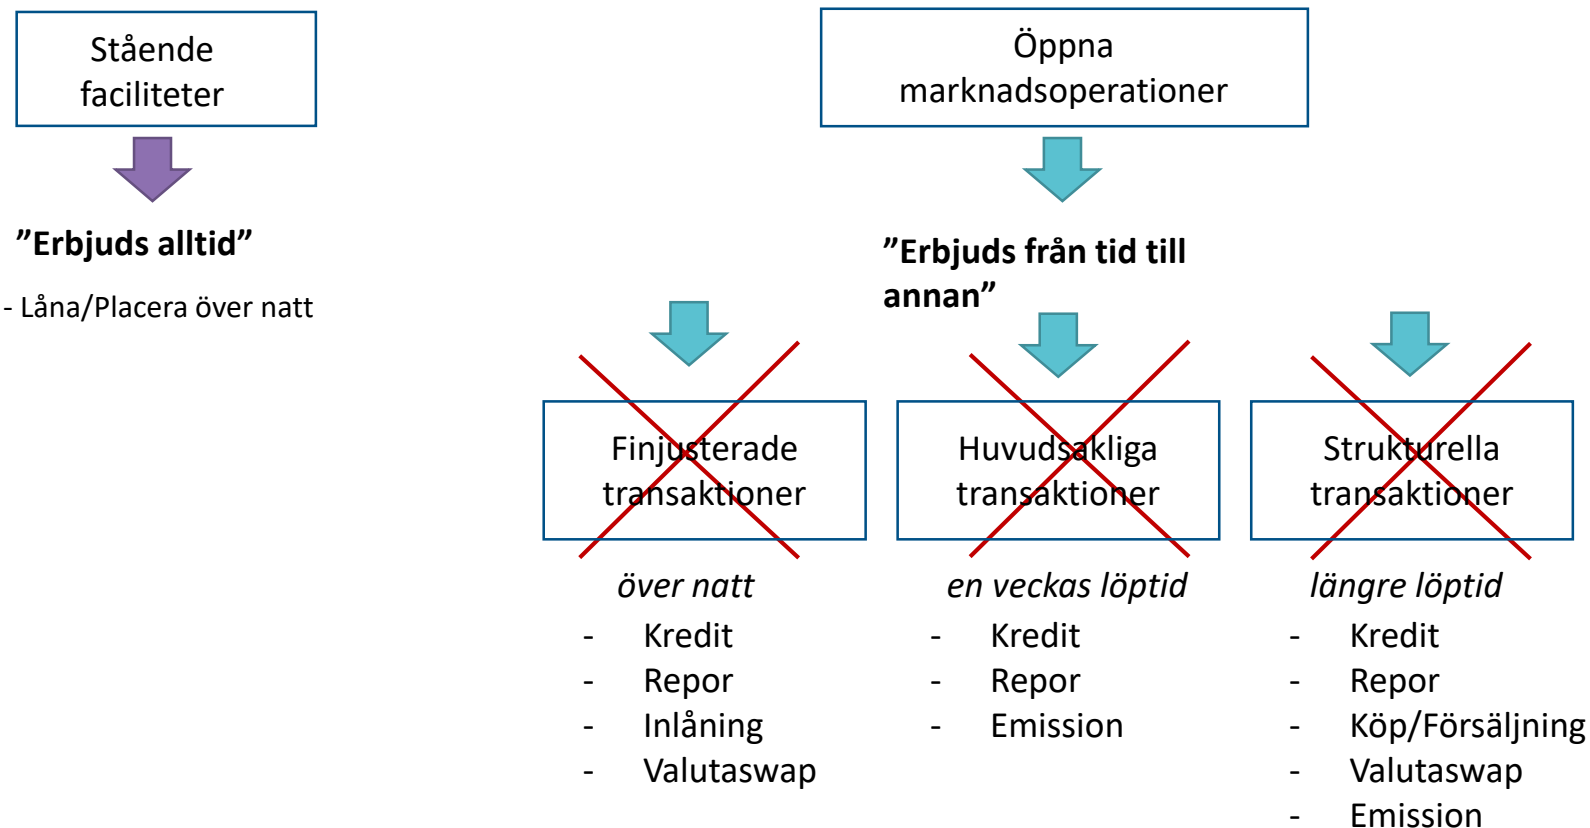 Stående
faciliteter
”Erbjuds alltid”
- Låna/Placera över natt
Öppna
marknadsoperationer
”Erbjuds från tid till
annan”
Finjusterade
transaktioner
över natt
- Kredit
- Repor
- Inlåning
- Valutaswap
Huvudsakliga
transaktioner
en veckas löptid
- Kredit
- Repor
- Emission
Strukturella
transaktioner
längre löptid
- Kredit
- Repor
- Köp/Försäljning
- Valutaswap
- Emission